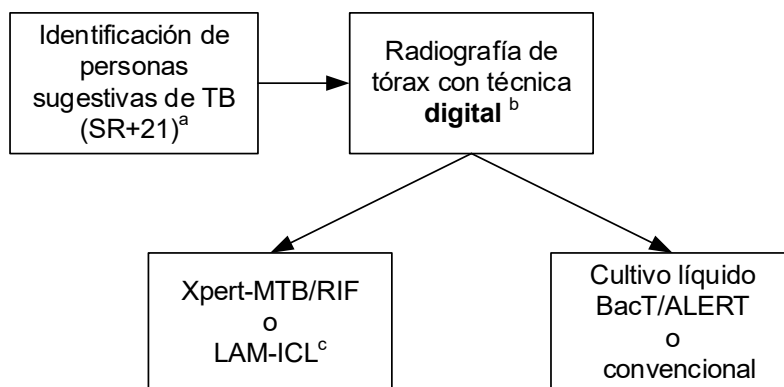 Identificación de
personas
sugestivas de TB
(SR+21)a
Radiografía de
tórax con técnica
digital b
Xpert-MTB/RIF
o
LAM-ICLc
Cultivo líquido
BacT/ALERT
o
convencional